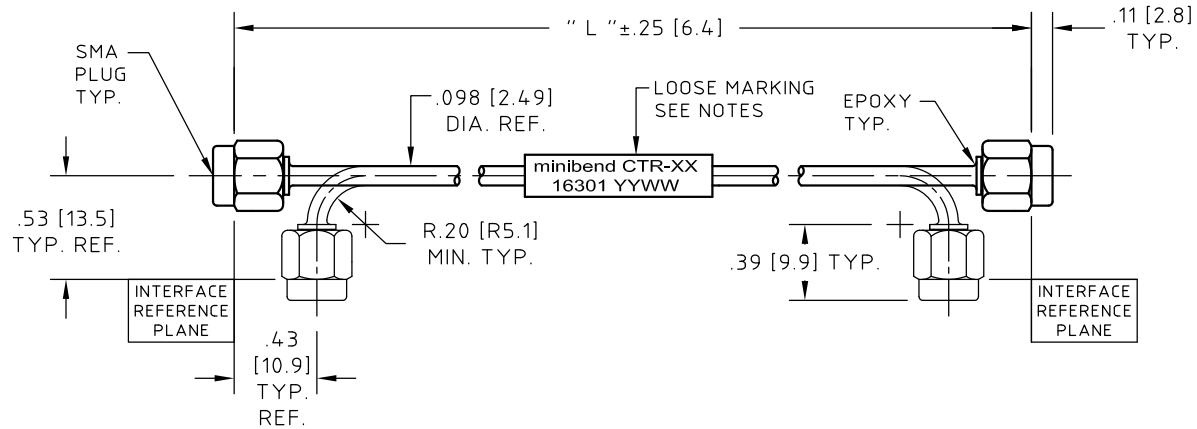 " L "±.25 [6.4]
.11 [2.8]
TYP.
SMA
PLUG
TYP.
.098 [2.49]
DIA. REF.
LOOSE MARKING
SEE NOTES
EPOXY
TYP.
minibend CTR-XX
16301 YYWW
.53 [13.5]
TYP. REF.
R.20 [R5.1]
MIN. TYP.
.39 [9.9] TYP.
INTERFACE
REFERENCE
PLANE
INTERFACE
REFERENCE
PLANE
.43
[10.9]
TYP.
REF.